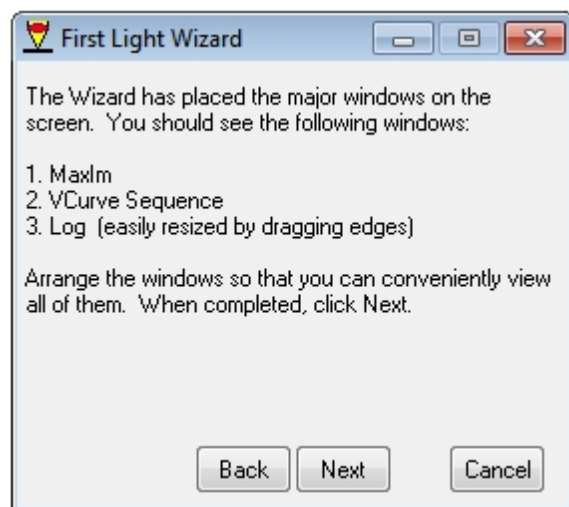 First Light Wizard
The Wizard has placed the major windows on the
screen.  You should see the following windows:
1. MaxIm
2. VCurve Sequence
3. Log  (easily resized by dragging edges)
Arrange the windows so that you can conveniently view
all of them.  When completed, click Next.
Back Next Cancel